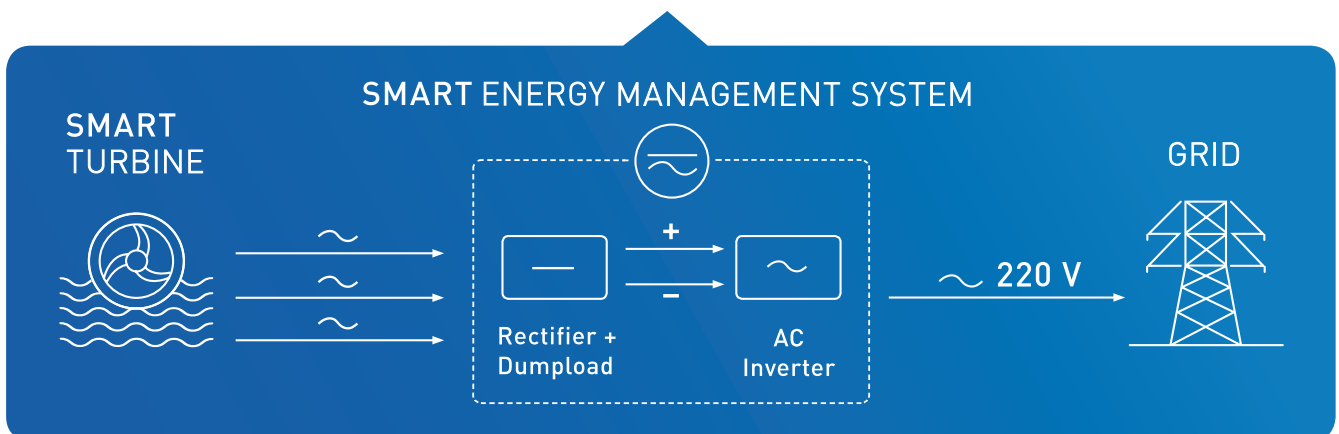 SMART ENERGY MANAGEMENT SYSTEM
SMART
TURBINE
GRID
+
−
~ 220 V
Rectifier +
Dumpload
AC
Inverter